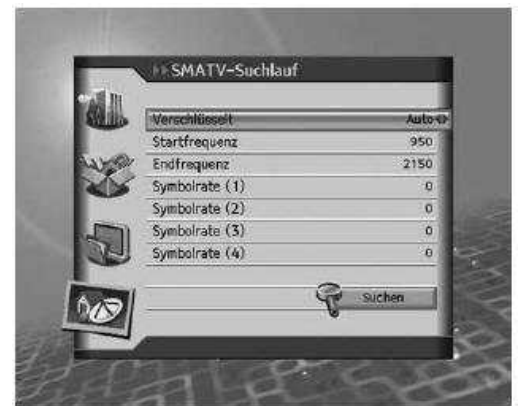 SMATV-Suchlauf
Verschlüsselt Auto
Startfrequenz 950
Endfrequenz 2150
Symbolrate (1) 0
Symbolrate (2) 0
Symbolrate (3) 0
Symbolrate (4) 0
Suchen